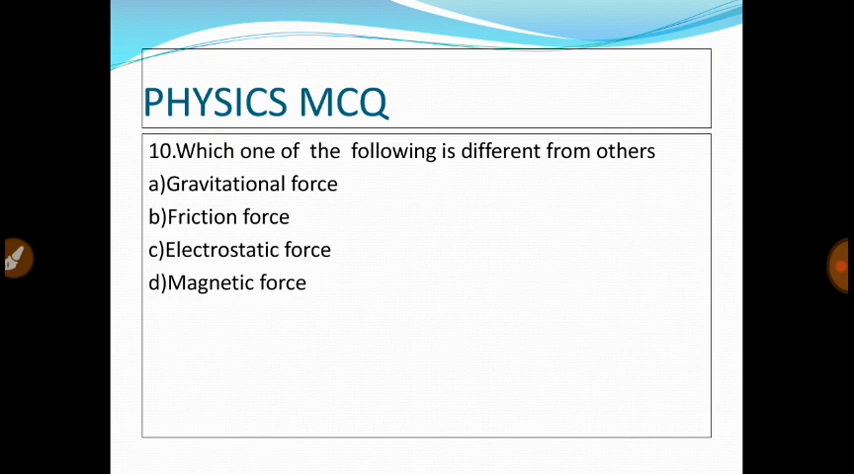 PHYSICS MCQ
10.Which one of the following is different from others
a)Gravitational force
b)Friction force
c)Electrostatic force
d)Magnetic force